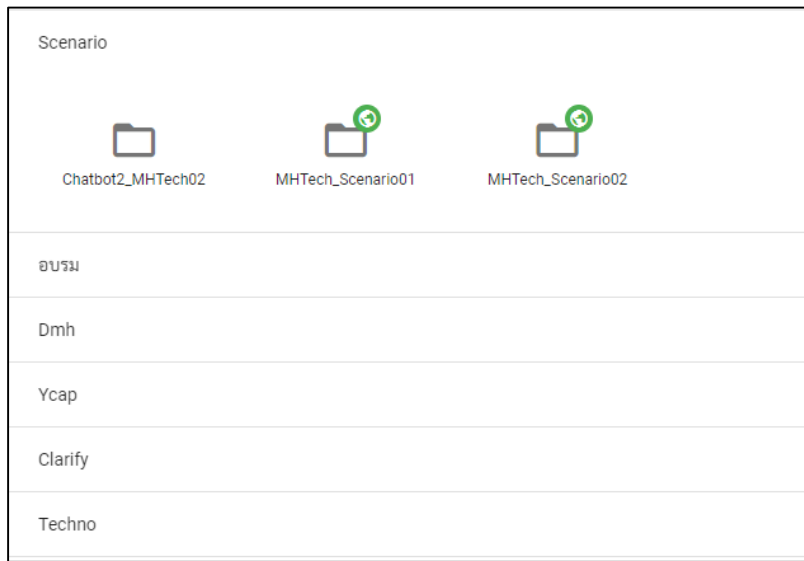 Scenario
Chatbot2_MHTech02
MHTech_Scenario01
MHTech_Scenario02
อบรม
Dmh
Ycap
Clarify
Techno